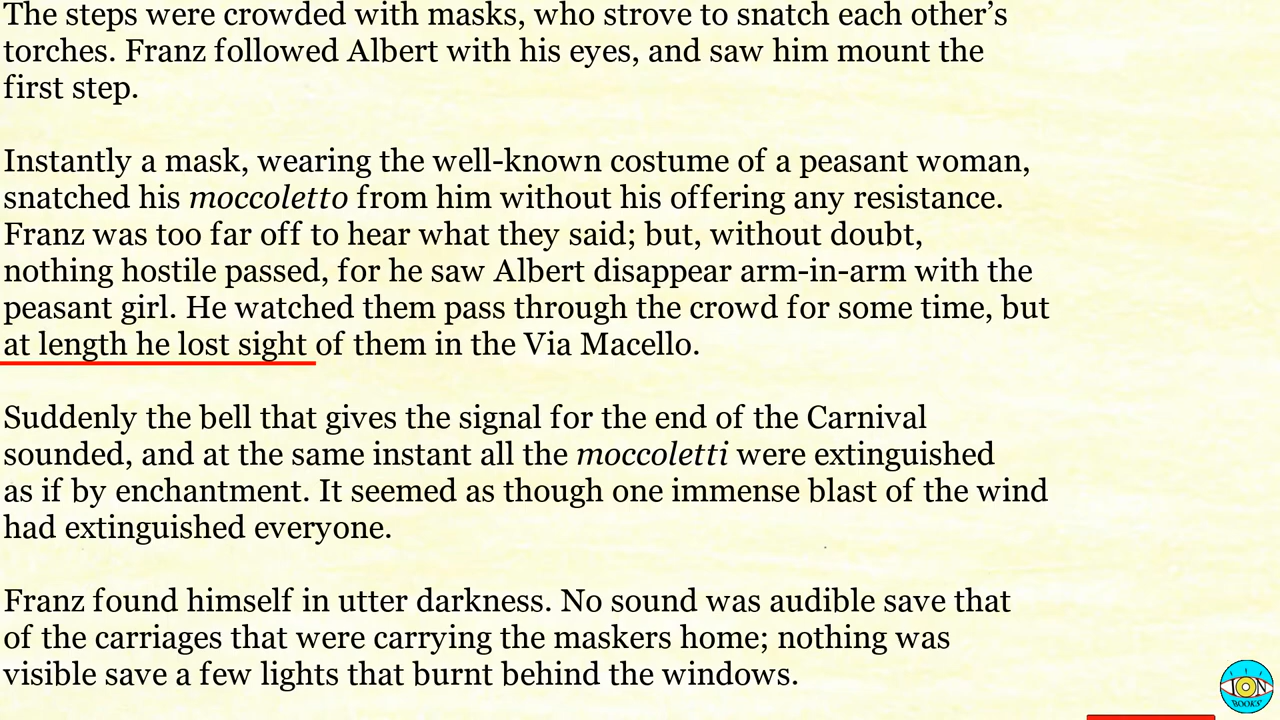 The steps were crowded with masks, who strove to snatch each other’s
torches. Franz followed Albert with his eyes, and saw him mount the
first step.
Instantly a mask, wearing the well-known costume of a peasant woman,
snatched his moccoletto from him without his offering any resistance.
Franz was too far off to hear what they said; but, without doubt,
nothing hostile passed, for he saw Albert disappear arm-in-arm with the
peasant girl. He watched them pass through the crowd for some time, but
at length he lost sight of them in the Via Macello.
Suddenly the bell that gives the signal for the end of the Carnival
sounded, and at the same instant all the moccoletti were extinguished
as if by enchantment. It seemed as though one immense blast of the wind
had extinguished everyone.
Franz found himself in utter darkness. No sound was audible save that
of the carriages that were carrying the maskers home; nothing was
visible save a few lights that burnt behind the windows.
ION
BOOKS